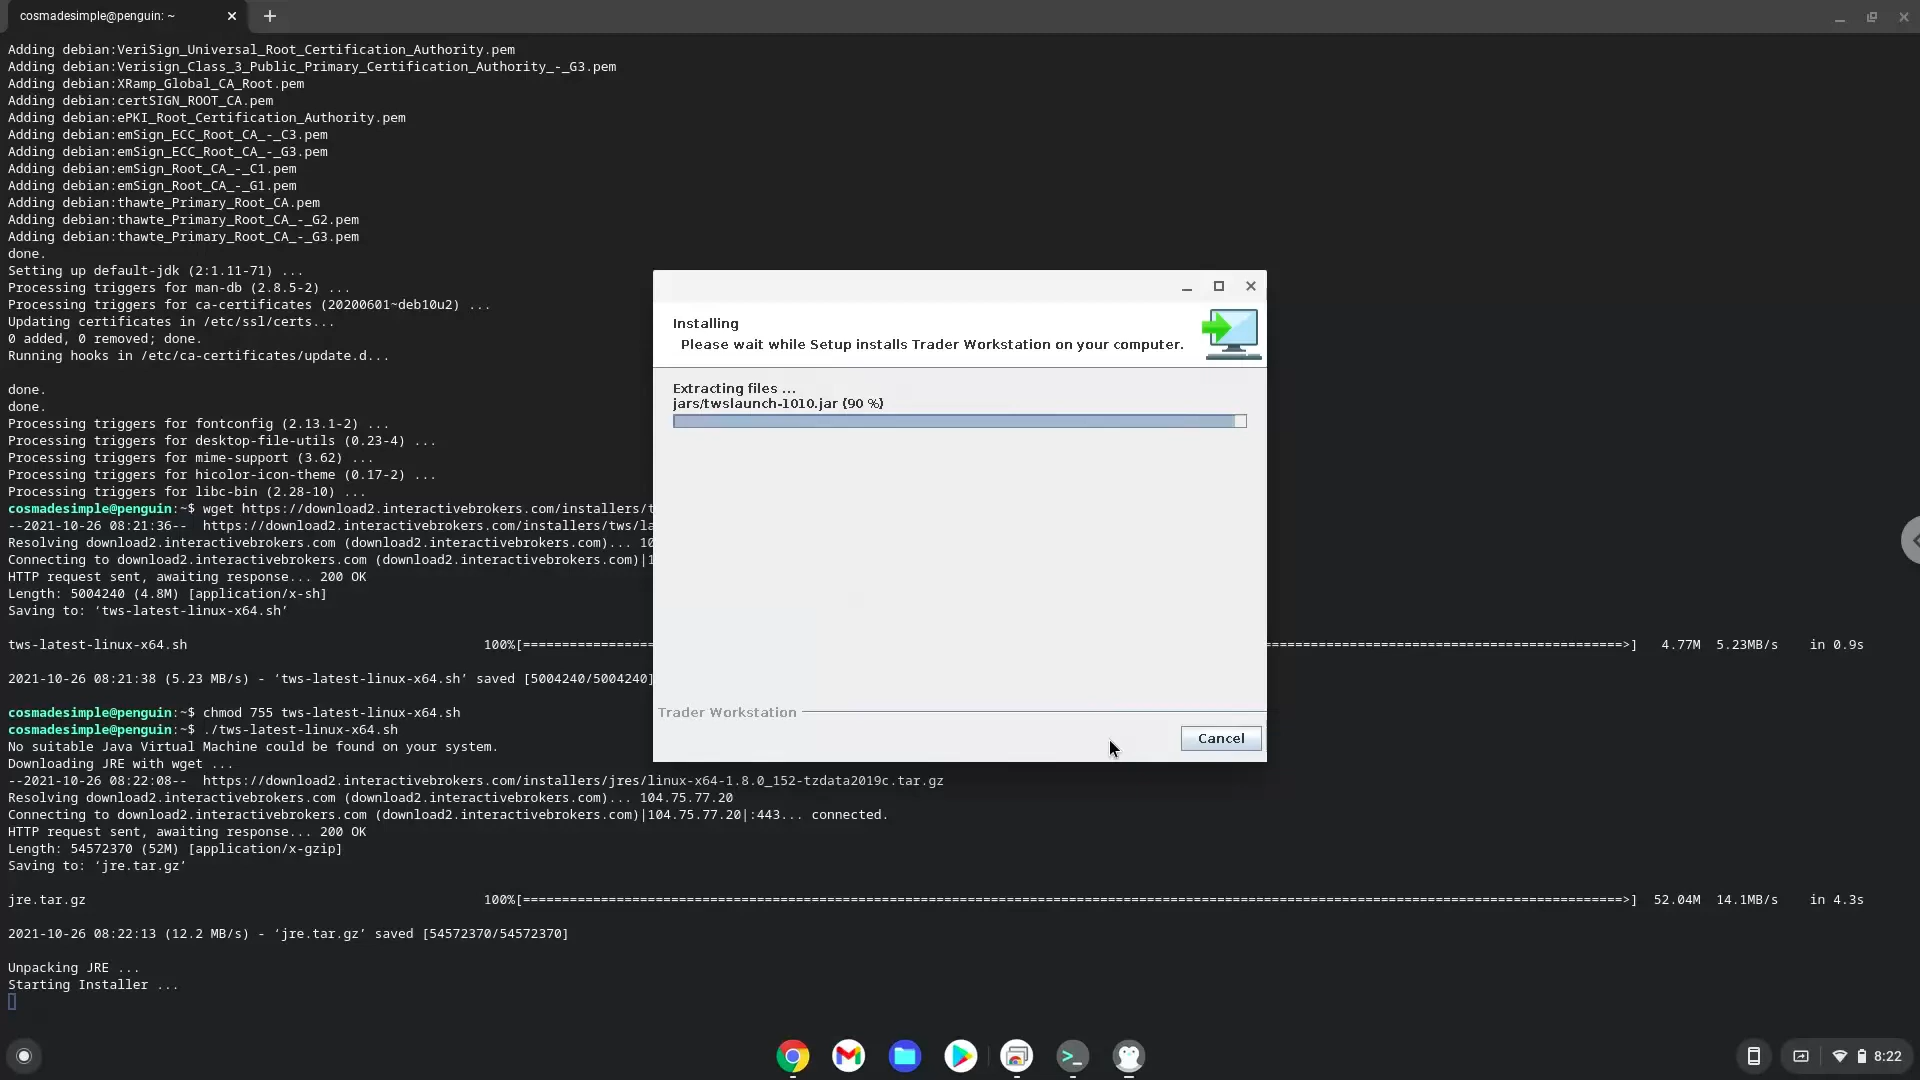 cosmadesimple@penguin: ~
Adding debian:VeriSign_Universal_Root_Certification_Authority.pem
Adding debian:Verisign_Class_3_Public_Primary_Certification_Authority_-_G3.pem
Adding debian:XRamp_Global_CA_Root.pem
Adding debian:certSIGN_ROOT_CA.pem
Adding debian:ePKI_Root_Certification_Authority.pem
Adding debian:emSign_ECC_Root_CA_-_C3.pem
Adding debian:emSign_ECC_Root_CA_-_G3.pem
Adding debian:emSign_Root_CA_-_C1.pem
Adding debian:emSign_Root_CA_-_G1.pem
Adding debian:thawte_Primary_Root_CA.pem
Adding debian:thawte_Primary_Root_CA_-_G2.pem
Adding debian:thawte_Primary_Root_CA_-_G3.pem
done.
Setting up default-jdk (2:1.11-71) ...
Processing triggers for man-db (2.8.5-2) ...
Processing triggers for ca-certificates (20200601~deb10u2) ...
Updating certificates in /etc/ssl/certs...
0 added, 0 removed; done.
Running hooks in /etc/ca-certificates/update.d...
done.
done.
Processing triggers for fontconfig (2.13.1-2) ...
Processing triggers for desktop-file-utils (0.23-4) ...
Processing triggers for mime-support (3.62) ...
Processing triggers for hicolor-icon-theme (0.17-2) ...
Processing triggers for libc-bin (2.28-10) ...
cosmadesimple@penguin:~$ wget https://download2.interactivebrokers.com/installers/t
--2021-10-26 08:21:36--  https://download2.interactivebrokers.com/installers/tws/la
Resolving download2.interactivebrokers.com (download2.interactivebrokers.com)... 10
Connecting to download2.interactivebrokers.com (download2.interactivebrokers.com)|1
HTTP request sent, awaiting response... 200 OK
Length: 5004240 (4.8M) [application/x-sh]
Saving to: ‘tws-latest-linux-x64.sh’
tws-latest-linux-x64.sh 100%[================= ==============================================>] 4.77M 5.23MB/s in 0.9s
2021-10-26 08:21:38 (5.23 MB/s) - ‘tws-latest-linux-x64.sh’ saved [5004240/5004240]
cosmadesimple@penguin:~$ chmod 755 tws-latest-linux-x64.sh
cosmadesimple@penguin:~$ ./tws-latest-linux-x64.sh
No suitable Java Virtual Machine could be found on your system.
Downloading JRE with wget ...
--2021-10-26 08:22:08--  https://download2.interactivebrokers.com/installers/jres/linux-x64-1.8.0_152-tzdata2019c.tar.gz
Resolving download2.interactivebrokers.com (download2.interactivebrokers.com)... 104.75.77.20
Connecting to download2.interactivebrokers.com (download2.interactivebrokers.com)|104.75.77.20|:443... connected.
HTTP request sent, awaiting response... 200 OK
Length: 54572370 (52M) [application/x-gzip]
Saving to: ‘jre.tar.gz’
jre.tar.gz 100%[=============================================================================================================================================>] 52.04M 14.1MB/s in 4.3s
2021-10-26 08:22:13 (12.2 MB/s) - ‘jre.tar.gz’ saved [54572370/54572370]
Unpacking JRE ...
Starting Installer ...
Installing
Please wait while Setup installs Trader Workstation on your computer.
Extracting files ...
jars/twslaunch-1010.jar (90 %)
Trader Workstation
Cancel
8:22